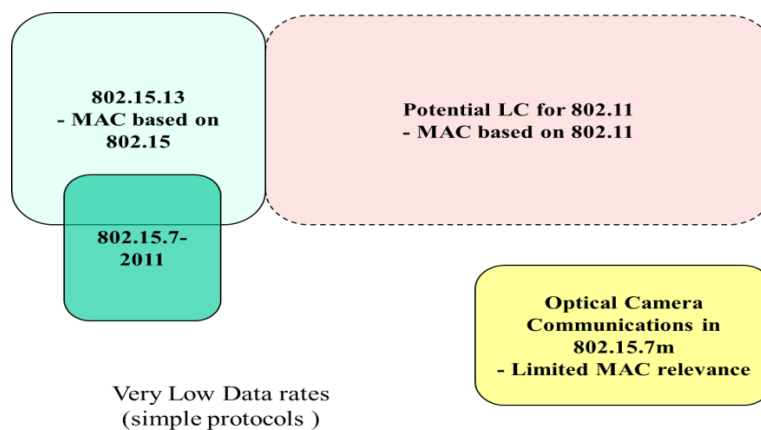 802.15.13
- MAC based on
802.15
Potential LC for 802.11
- MAC based on 802.11
802.15.7-
2011
Optical Camera
Communications in
802.15.7m
- Limited MAC relevance
Very Low Data rates
(simple protocols )